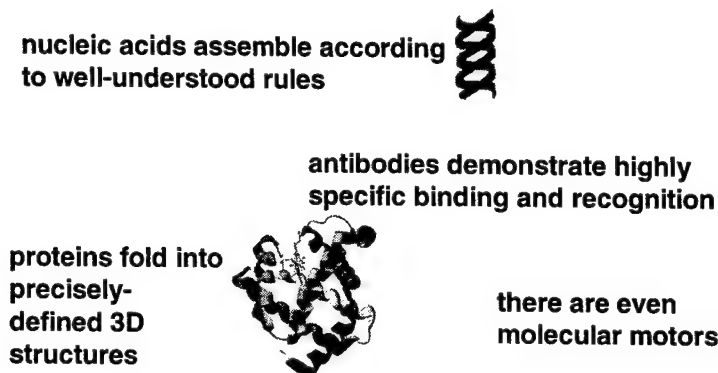 nucleic acids assemble according
to well-understood rules
antibodies demonstrate highly
specific binding and recognition
proteins fold into
precisely-
defined 3D
structures
there are even
molecular motors